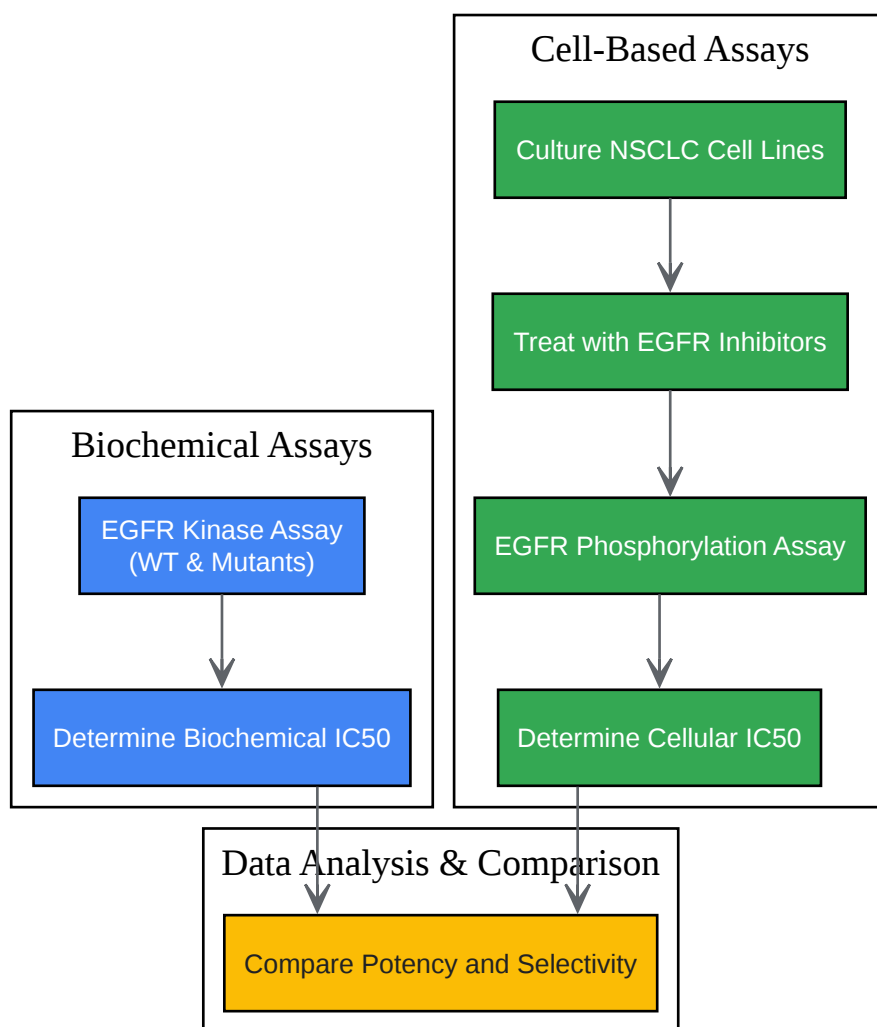 Cell-Based Assays
Culture NSCLC Cell Lines
Treat with EGFR Inhibitors
EGFR Phosphorylation Assay
Determine Cellular IC50
Biochemical Assays
EGFR Kinase Assay
(WT & Mutants)
Determine Biochemical IC50
Data Analysis & Comparison
Compare Potency and Selectivity